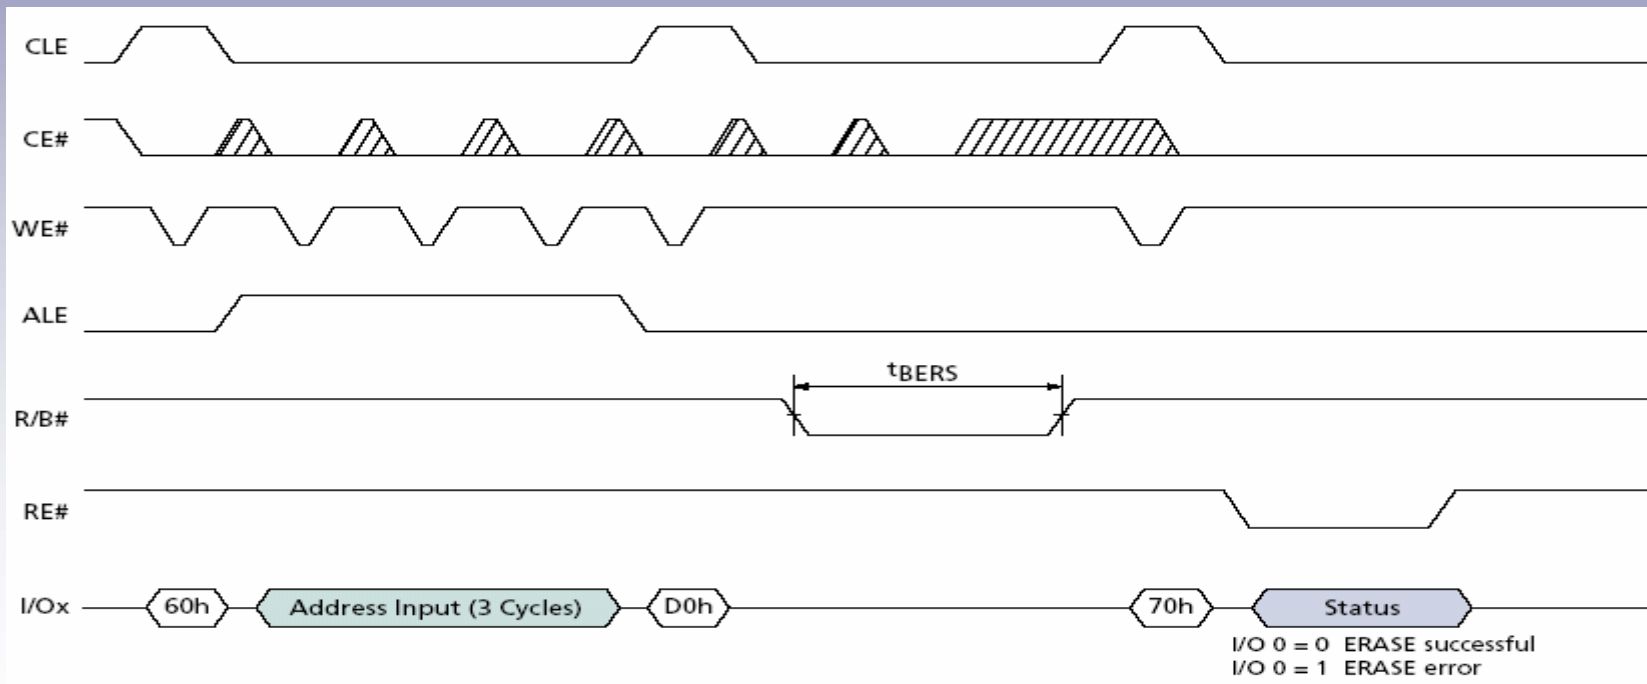 CLE
CE#
WE#
ALE
tBERS
R/B#
RE#
I/Ox 60h Address Input (3 Cycles) D0h 70h Status
I/O 0 = 0 ERASE successful
I/O 0 = 1 ERASE error